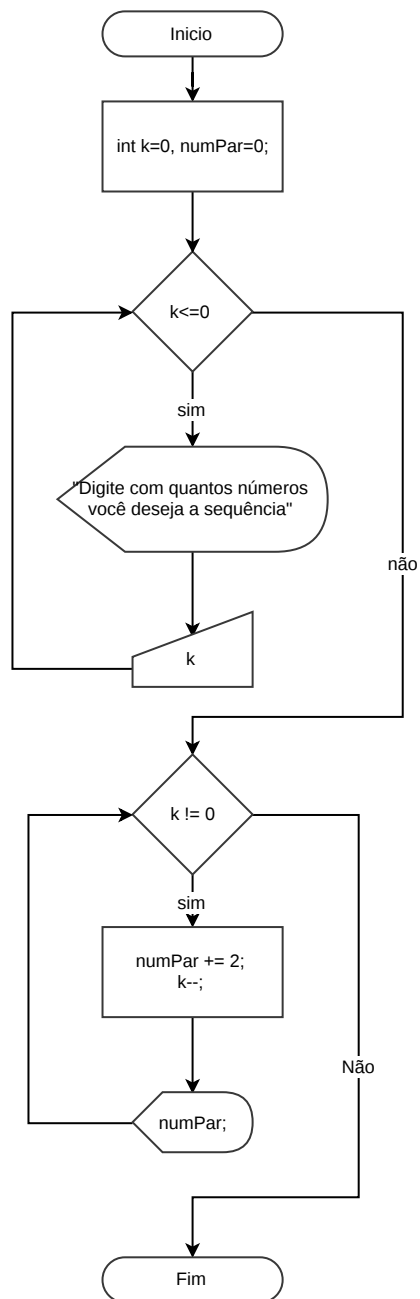 Inicio
int k=0, numPar=0;
k<=0
sim
"Digite com quantos números
você deseja a sequência"
não
k
k != 0
sim
numPar += 2;
k--;
Não
numPar;
Fim